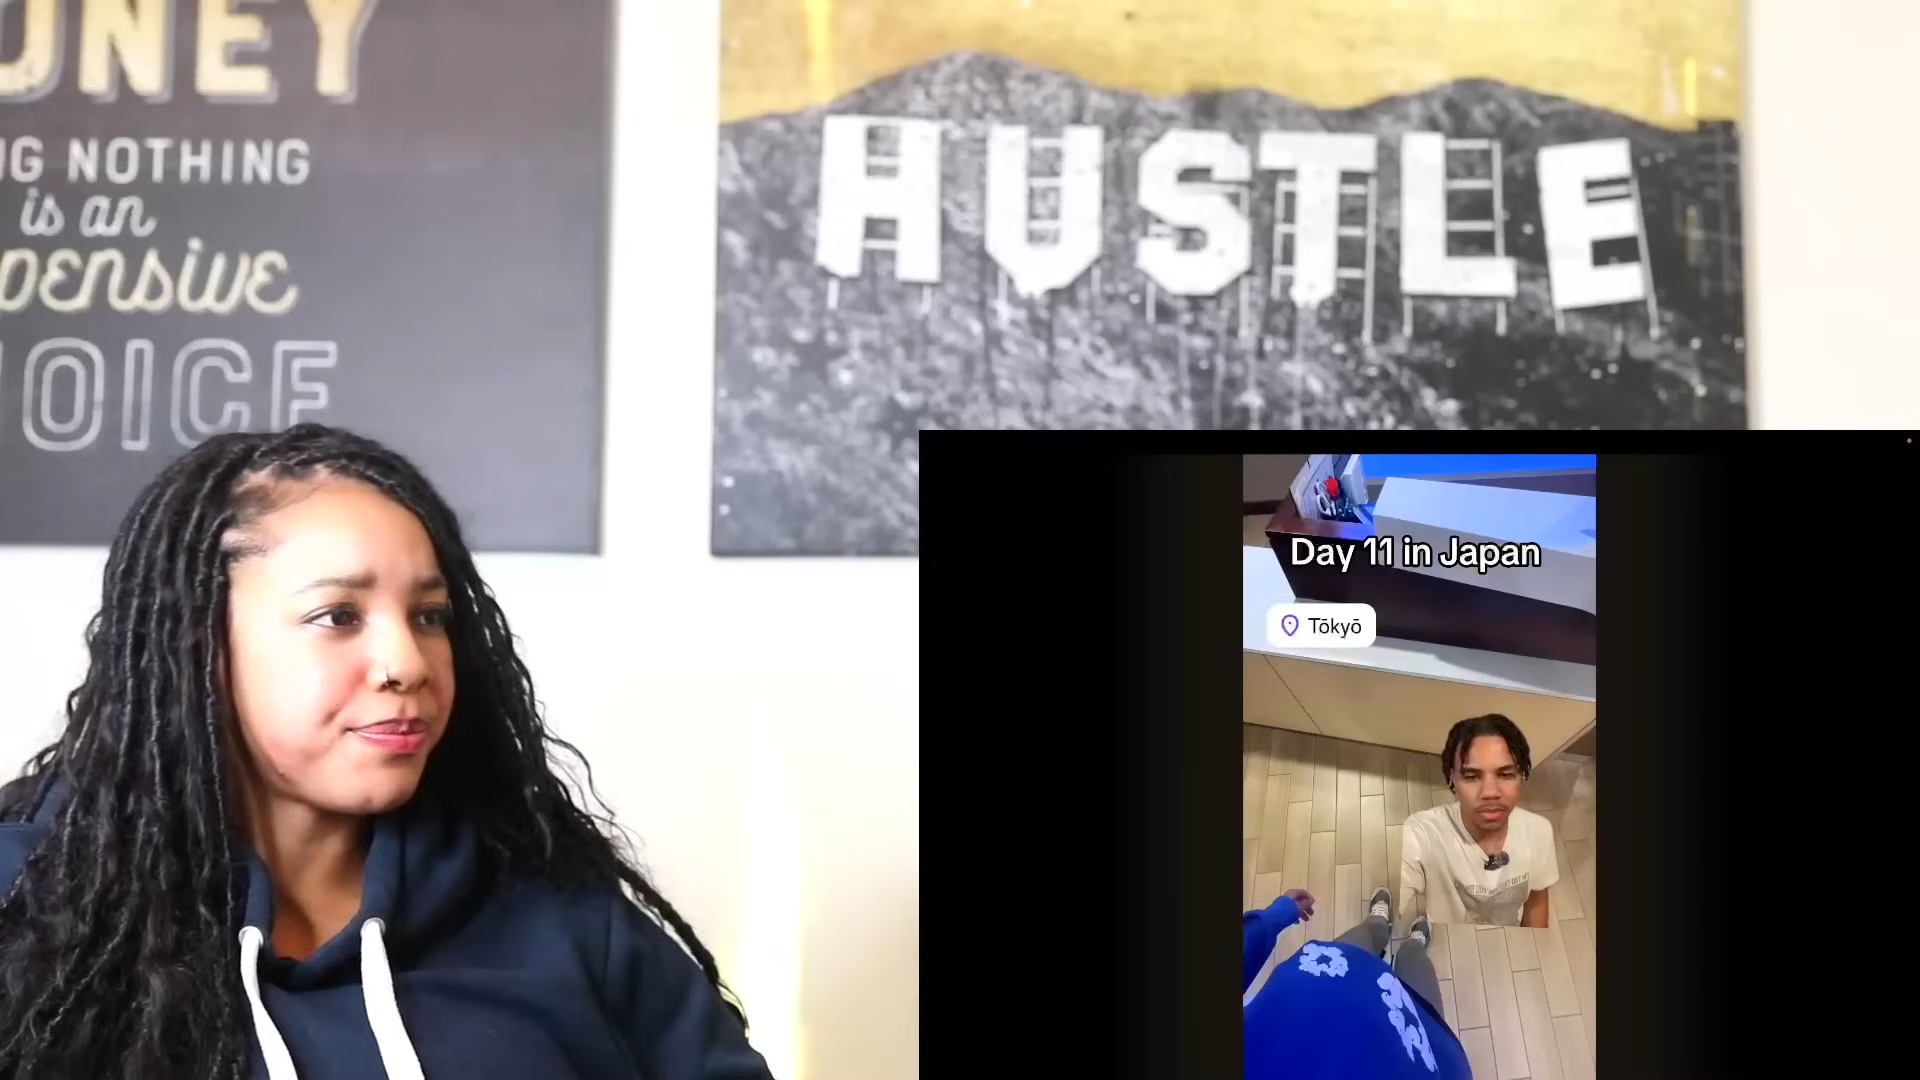 ONEY
NG NOTHING
is an
pensive
HOICE
HUSTLE
Day 11 in Japan
Tōkyō